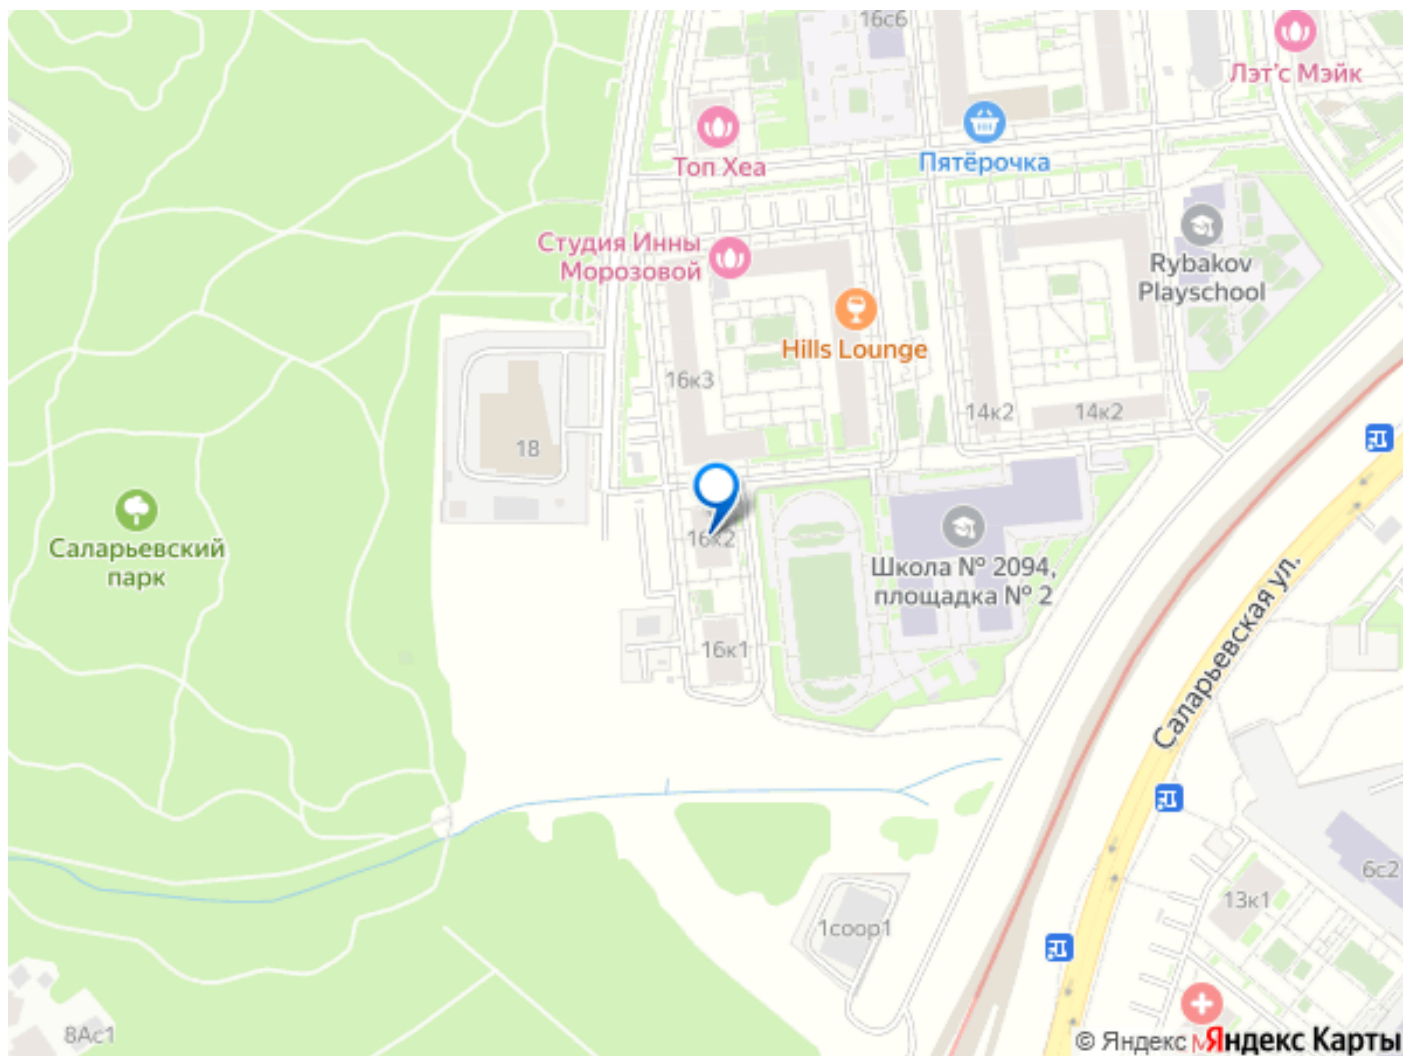 16с6
Лэт'с Мэйк
Топ Хеа
Пятёрочка
Студия Инны
Морозовой
Rybakov
Playschool
Hills Lounge
16к3
14к2
14к2
18
Саларьевский
парк
16к2
Школа № 2094,
площадка № 2
16к1
Саларьевская ул.
6с2
13к1
1соор1
8Ас1
© Яндекс
Яндекс Карты